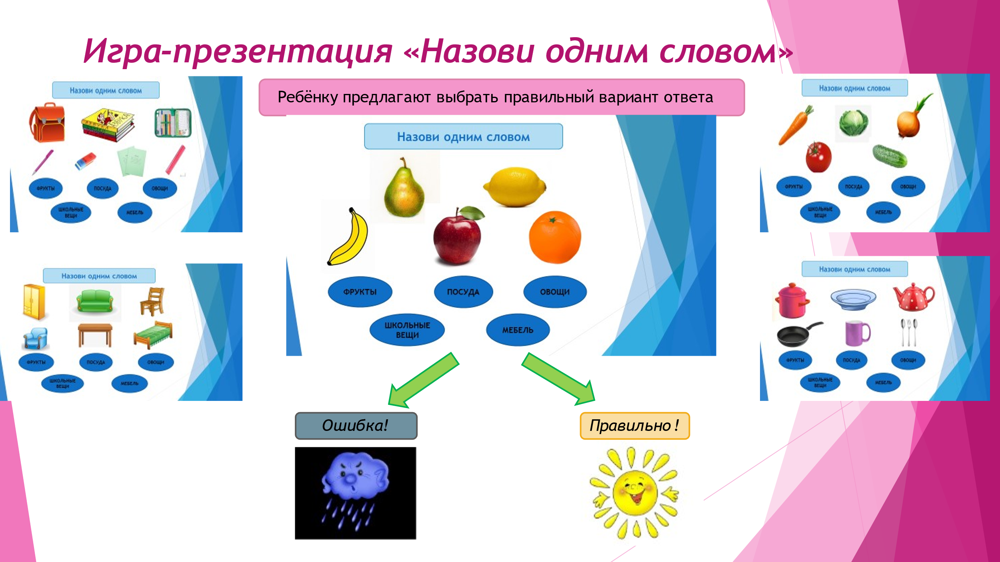 Игра-презентация «Назови одним словом»
Ребёнку предлагают выбрать правильный вариант ответа
Назови одним словом
ФРУКТЫ
ПОСУДА
ОВОЩИ
ШКОЛЬНЫЕ
ВЕЩИ
МЕБЕЛЬ
Назови одним словом
ФРУКТЫ
ПОСУДА
ОВОЩИ
ШКОЛЬНЫЕ
ВЕЩИ
МЕБЕЛЬ
Назови одним словом
ФРУКТЫ
ПОСУДА
ОВОЩИ
ШКОЛЬНЫЕ
ВЕЩИ
МЕБЕЛЬ
Назови одним словом
ФРУКТЫ
ПОСУДА
ОВОЩИ
ШКОЛЬНЫЕ
ВЕЩИ
МЕБЕЛЬ
Назови одним словом
ФРУКТЫ
ПОСУДА
ОВОЩИ
ШКОЛЬНЫЕ
ВЕЩИ
МЕБЕЛЬ
Ошибка!
Правильно !